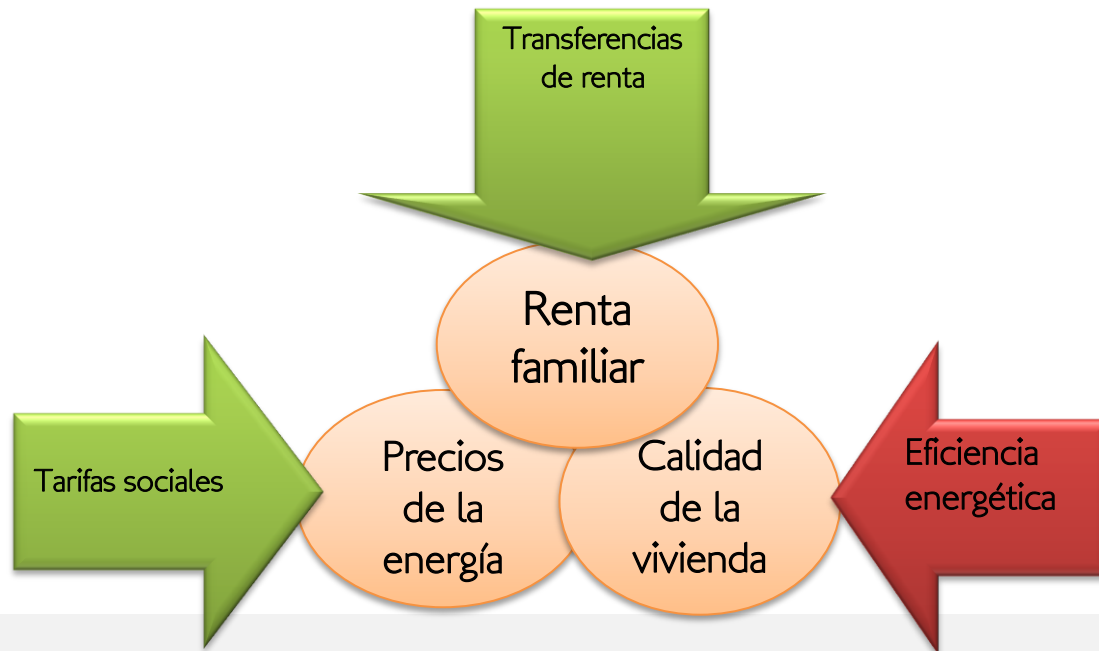 Transferencias
de renta
Renta
familiar
Tarifas sociales
Precios
de la
energía
Calidad
de la
vivienda
Eficiencia
energética